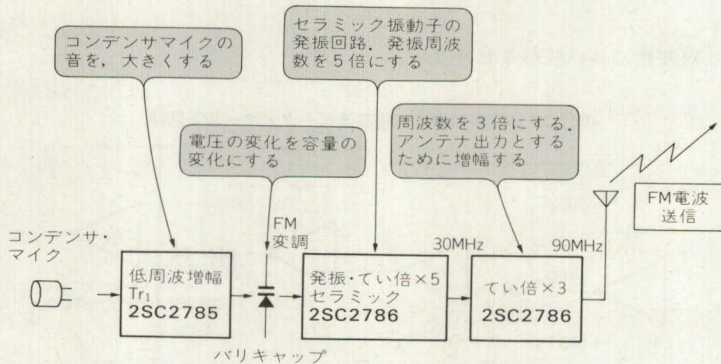 コンデンサマイクの
音を，大きくする
セラミック振動子の
発振回路．発振周波
数を5倍にする
電圧の変化を容量の
変化にする
周波数を3倍にする．
アンテナ出力とする
ために増幅する
コンデンサ・
マイク
低周波増幅
Tr₁
2SC2785
FM
変調
バリキャップ
発振・てい倍×5
セラミック
2SC2786
30MHz
てい倍×3
2SC2786
90MHz
FM電波
送信